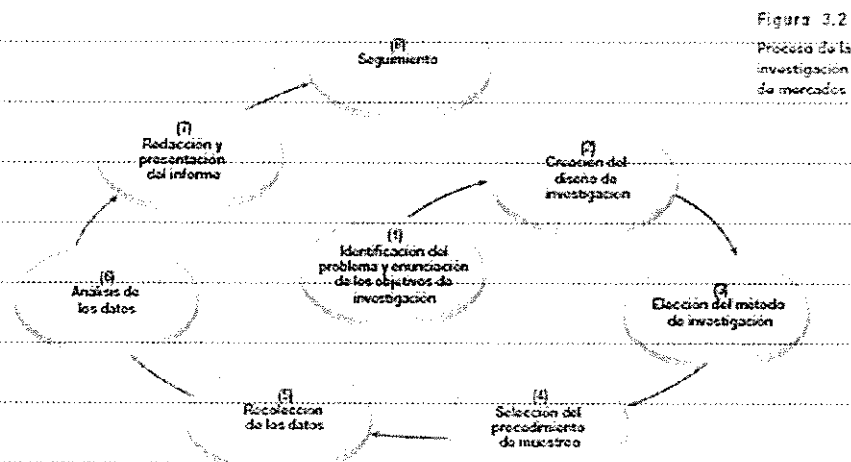 Figura 3.2
Proceso de la
investigación
de mercados
(8)
Seguimiento
(7)
Redacción y
presentación
del informe
(2)
Creación del
diseño de
investigación
(1)
Identificación del
problema y enunciación
de los objetivos de
investigación
(6)
Análisis de
los datos
(3)
Elección del método
de investigación
(5)
Recolección
de los datos
(4)
Selección del
procedimiento
de muestreo